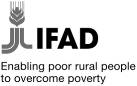 IFAD
Enabling poor rural people
to overcome poverty